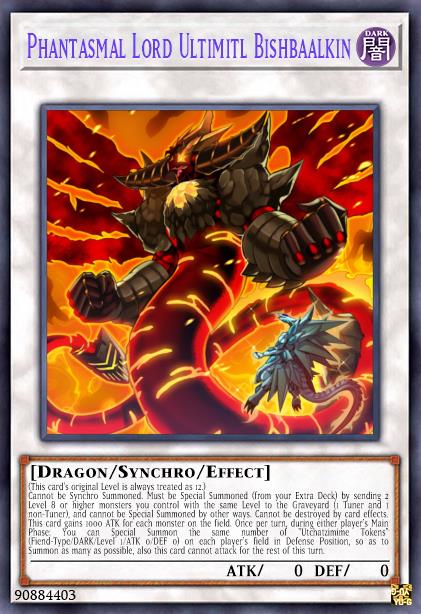 Phantasmal Lord Ultimitl Bishbaalkin
DARK
闇
[Dragon/Synchro/Effect]
(This card's original Level is always treated as 12.)
Cannot be Synchro Summoned. Must be Special Summoned (from your Extra Deck) by sending 2
Level 8 or higher monsters you control with the same Level to the Graveyard (1 Tuner and 1
non-Tuner), and cannot be Special Summoned by other ways. Cannot be destroyed by card effects.
This card gains 1000 ATK for each monster on the field. Once per turn, during either player's Main
Phase: You can Special Summon the same number of "Utchatzimime Tokens"
(Fiend-Type/DARK/Level 1/ATK 0/DEF 0) on each player's field in Defense Position, so as to
Summon as many as possible, also this card cannot attack for the rest of this turn.
ATK/ 0 DEF/ 0
90884403